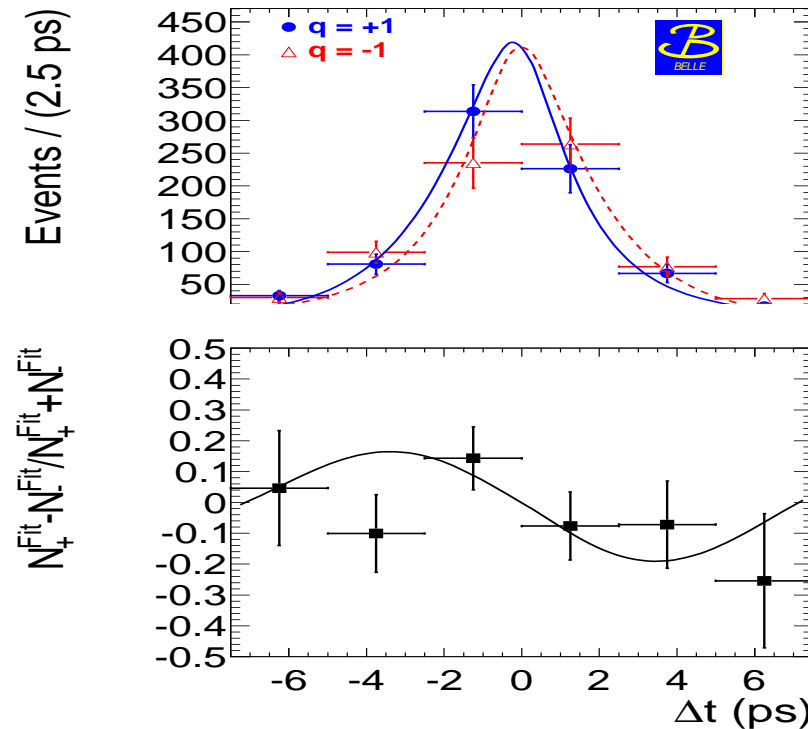 Events / (2.5 ps)
450
400
350
300
250
200
150
100
50
q = +1
q = -1
B
BELLE
N₊^Fit-N₋^Fit/N₊^Fit+N₋^Fit
0.5
0.4
0.3
0.2
0.1
0
-0.1
-0.2
-0.3
-0.4
-0.5
-6 -4 -2 0 2 4 6
Δt (ps)